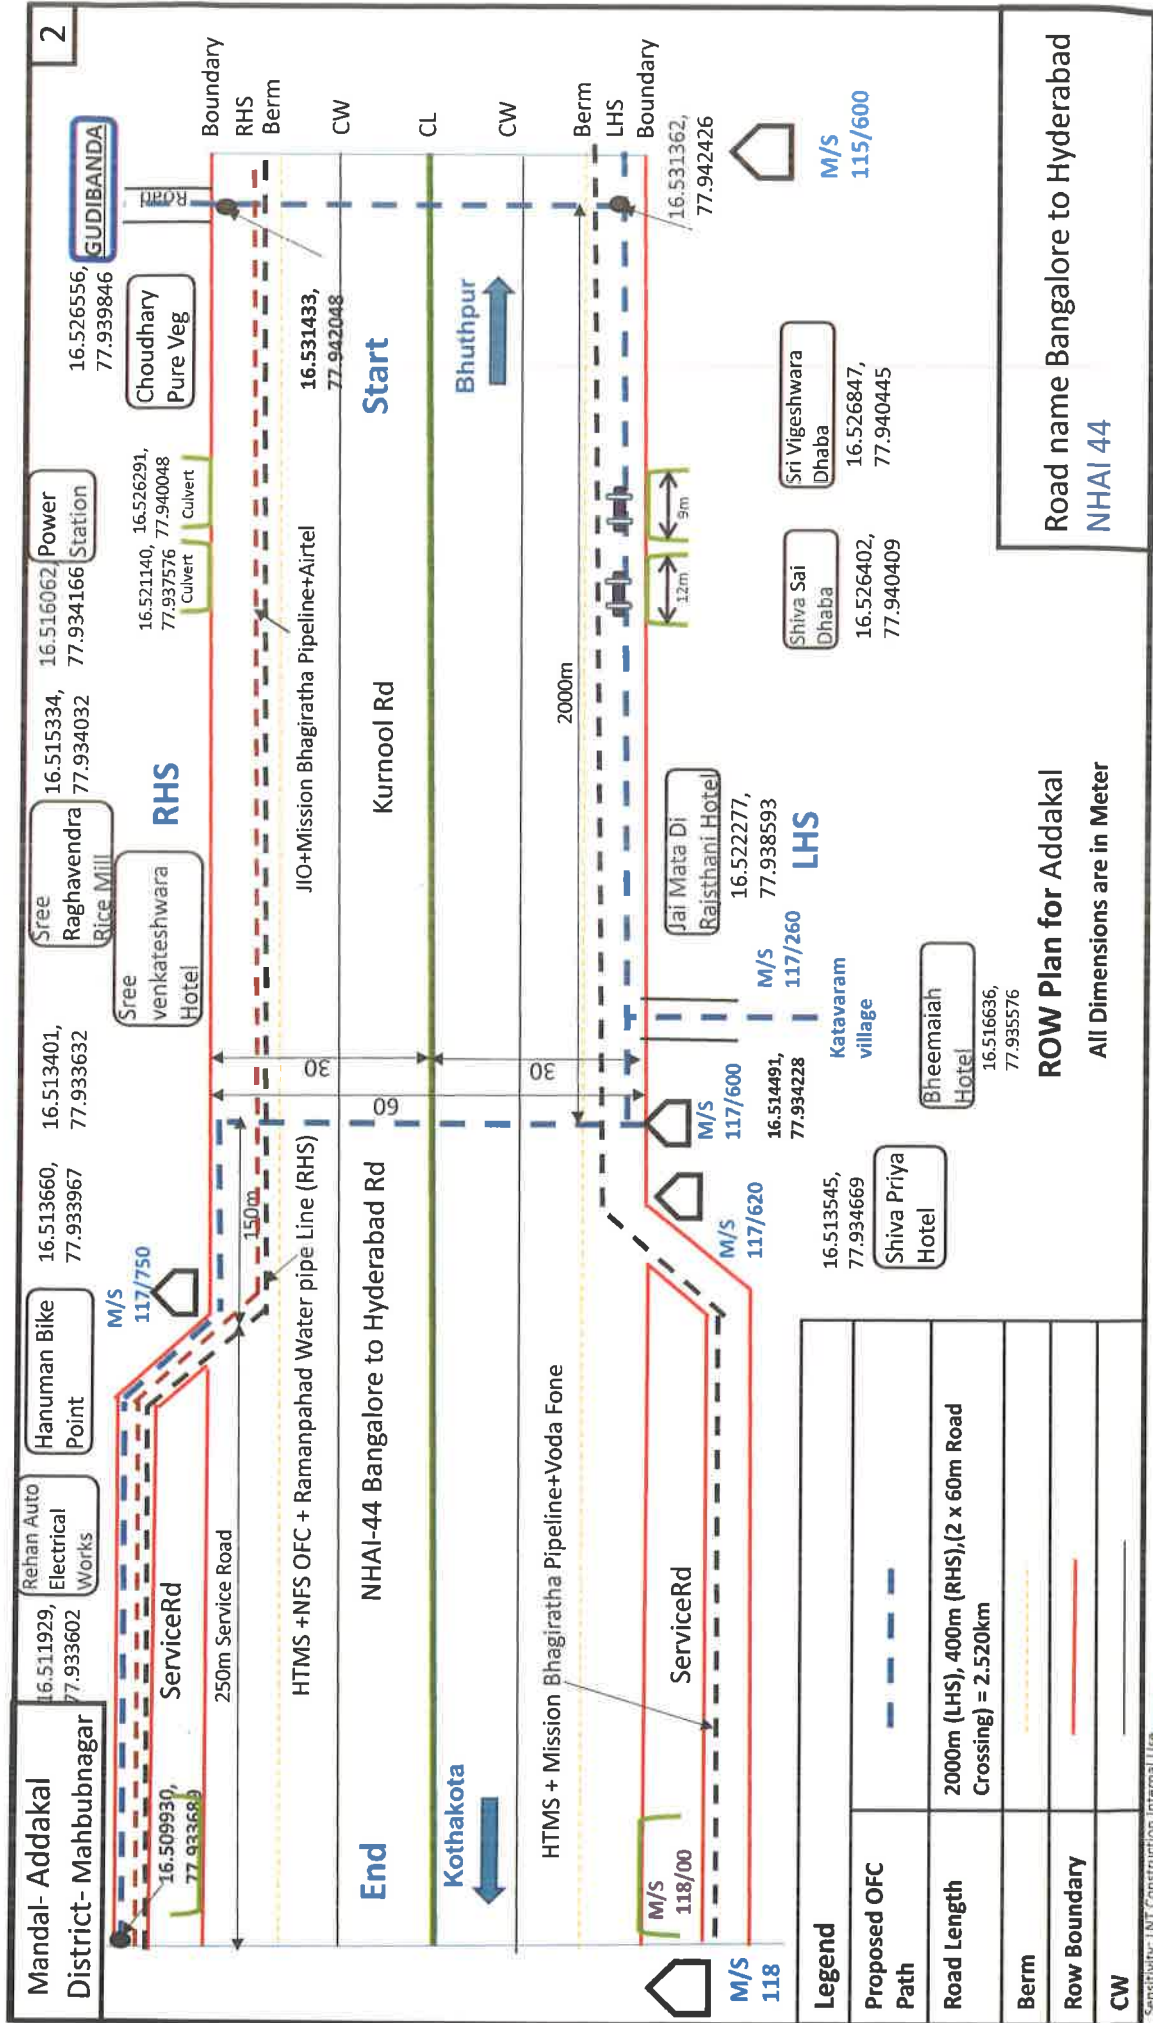 Mandal- Addakal
District- Mahbubnagar
2
16.511929,
77.933602
Rehan Auto
Electrical
Works
Hanuman Bike
Point
16.513660,
77.933967
16.513401,
77.933632
Sree
Raghavendra
Rice Mill
Sree
venkateshwara
Hotel
16.515334,
77.934032
16.516062,
77.934166
Power
Station
16.521140,
77.937576
Culvert
16.526291,
77.940048
Culvert
16.526556,
77.939846
Choudhary
Pure Veg
GUDIBANDA
Road
M/S
117/750
RHS
Boundary
RHS
Berm
CW
CL
CW
Berm
LHS
Boundary
16.509930,
77.933689
ServiceRd
250m Service Road
150m
HTMS +NFS OFC + Ramanpahad Water pipe Line (RHS)
JIO+Mission Bhagiratha Pipeline+Airtel
16.531433,
77.942048
End
NHAI-44 Bangalore to Hyderabad Rd
Kurnool Rd
Start
Kothakota
Bhuthpur
60
30
30
HTMS + Mission Bhagiratha Pipeline+Voda Fone
2000m
ServiceRd
M/S
118/00
M/S
118
M/S
117/620
M/S
117/600
16.514491,
77.934228
M/S
117/260
Katavaram
village
Jai Mata Di
Rajsthani Hotel
16.522277,
77.938593
LHS
12m
9m
Shiva Sai
Dhaba
16.526402,
77.940409
Sri Vigeshwara
Dhaba
16.526847,
77.940445
16.531362,
77.942426
M/S
115/600
16.513545,
77.934669
Shiva Priya
Hotel
Bheemaiah
Hotel
16.516636,
77.935576
Legend
Proposed OFC
Path
Road Length
2000m (LHS), 400m (RHS),(2 x 60m Road
Crossing) = 2.520km
Berm
Row Boundary
CW
ROW Plan for Addakal
All Dimensions are in Meter
Road name Bangalore to Hyderabad
NHAI 44
Sensitivity: LNT Construction Internal Use